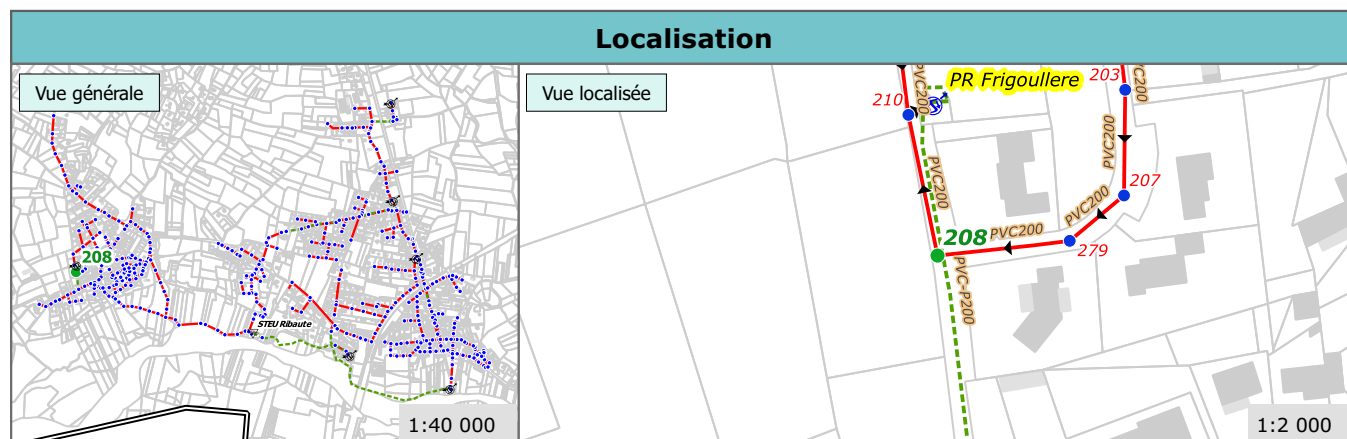 Localisation
Vue générale
208
STEU Ribaute
1:40 000
Vue localisée
PVC200
PR Frigoullere
203
PVC200
210
PVC200
PVC200
207
PVC200
208
PVC200
279
PVC-P200
1:2 000